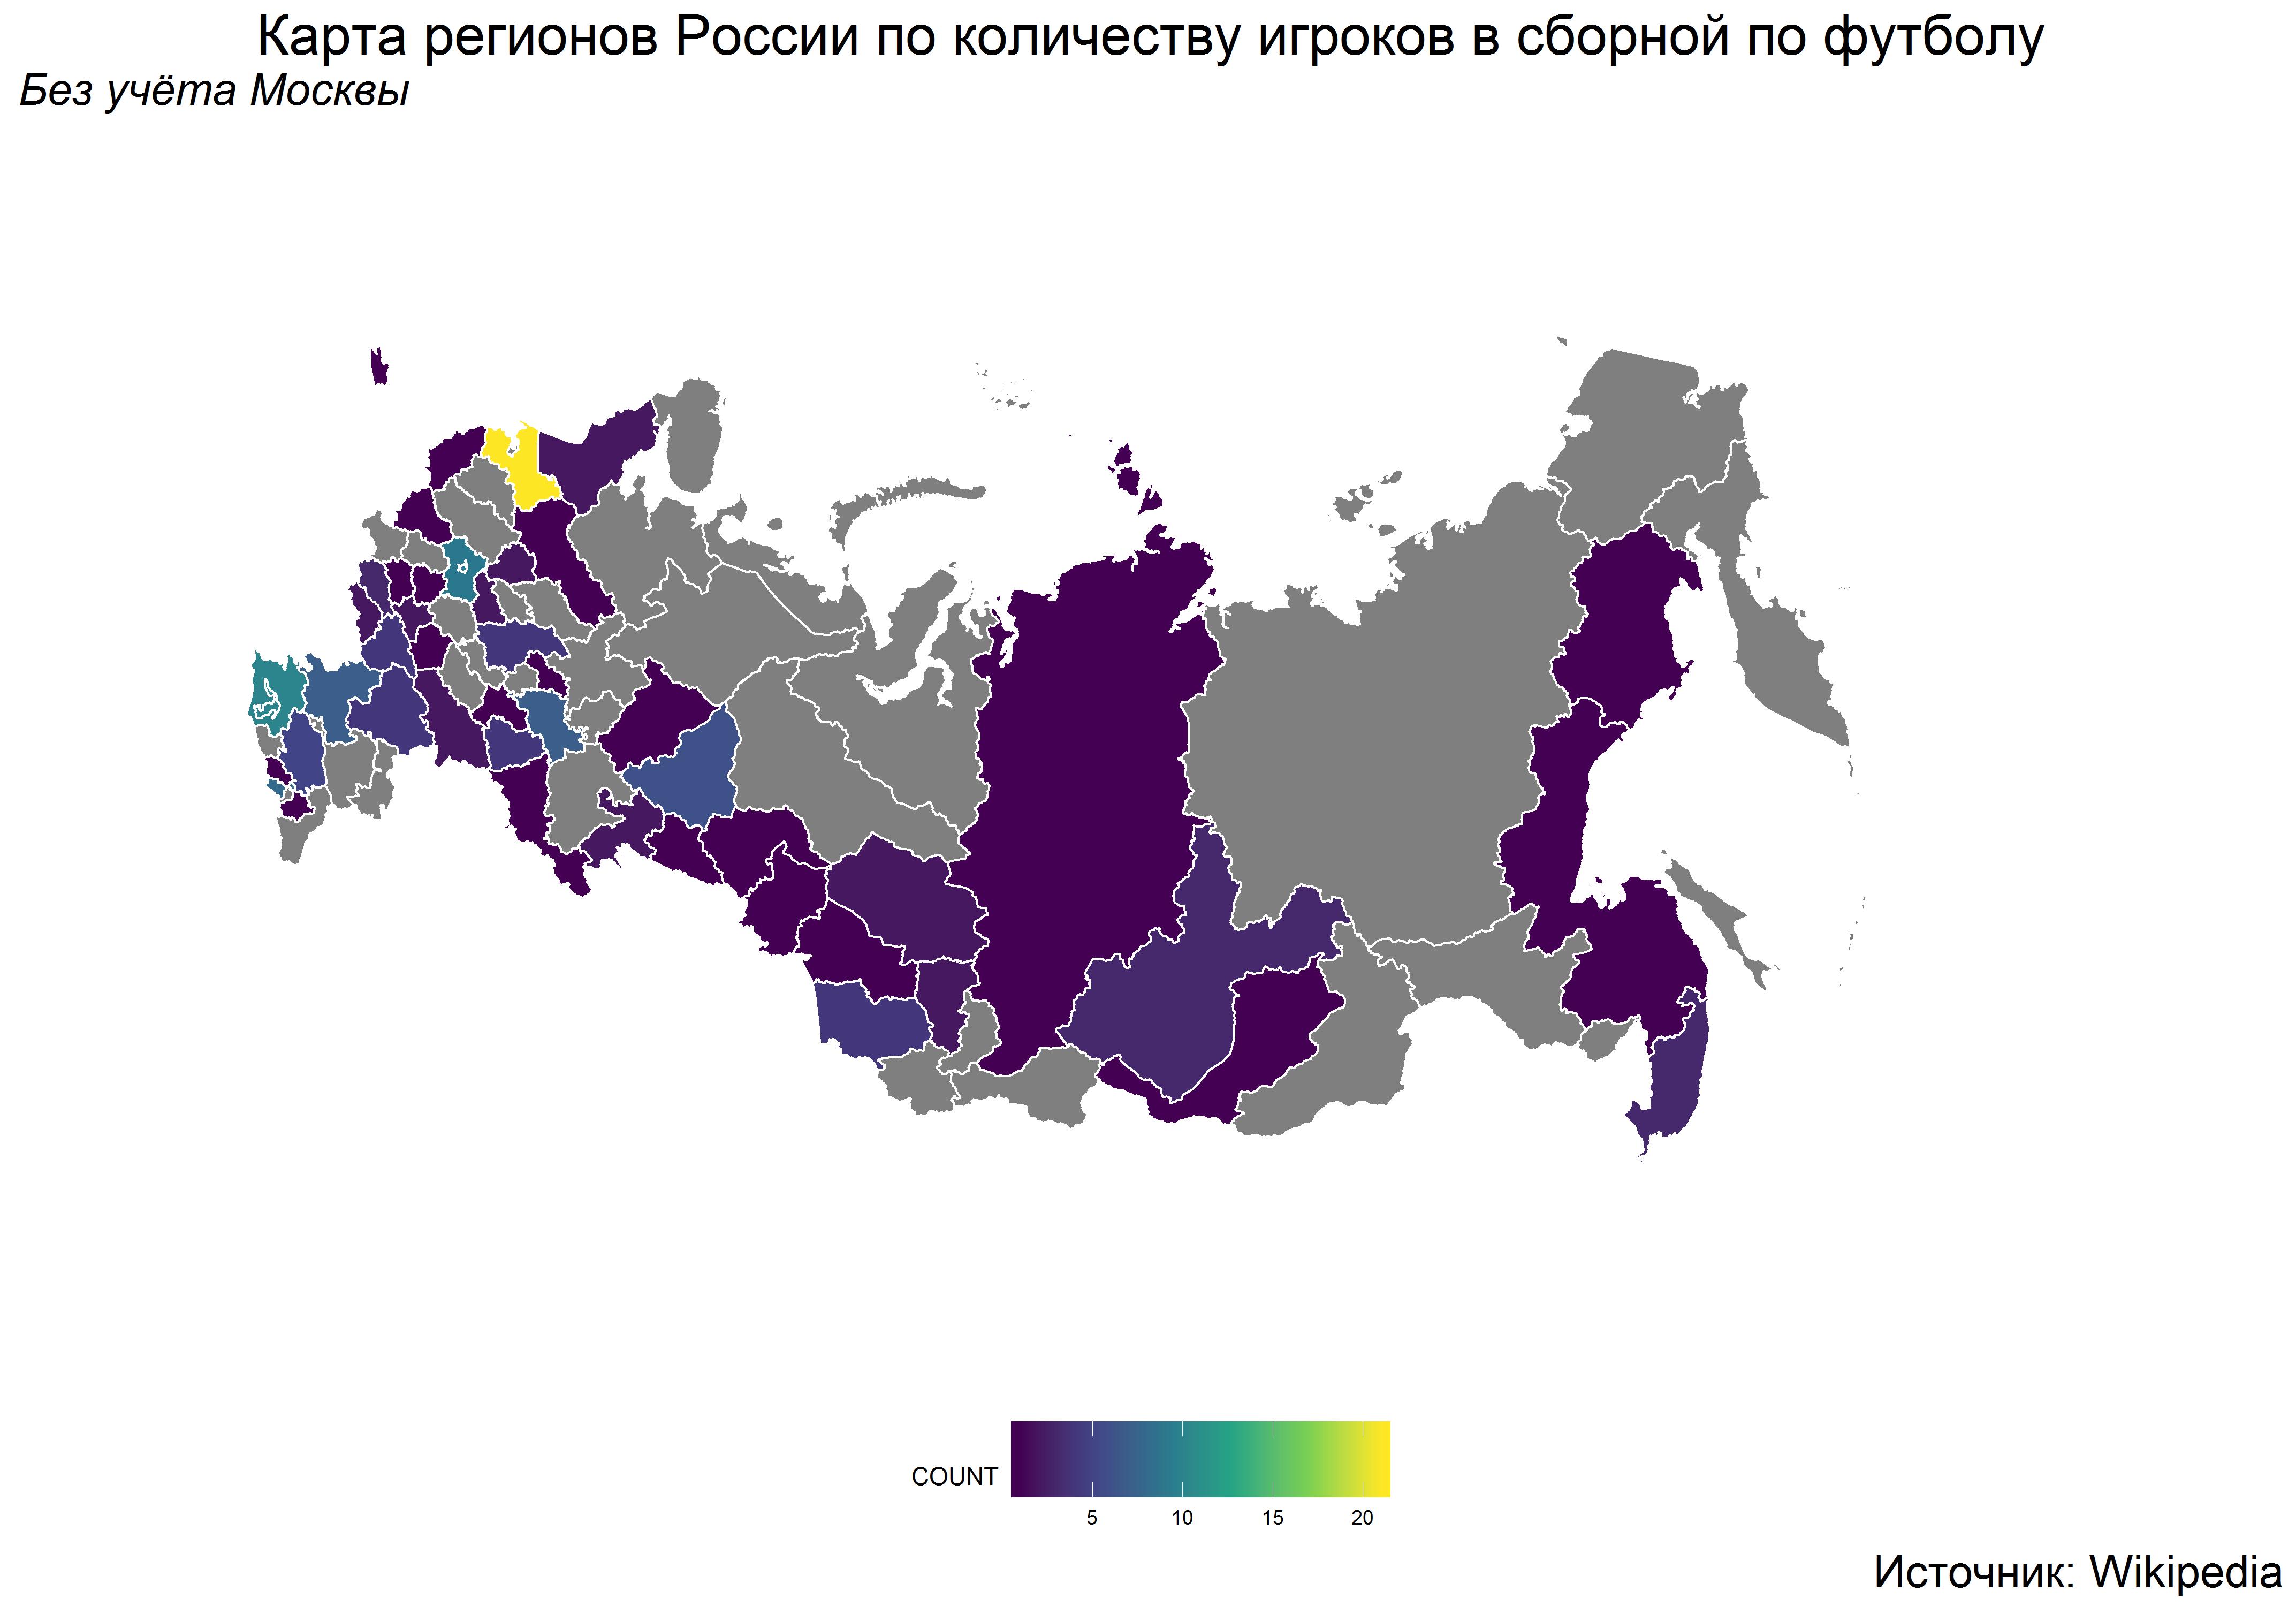 Карта регионов России по количеству игроков в сборной по футболу
Без учёта Москвы
COUNT
5 10 15 20
Источник: Wikipedia